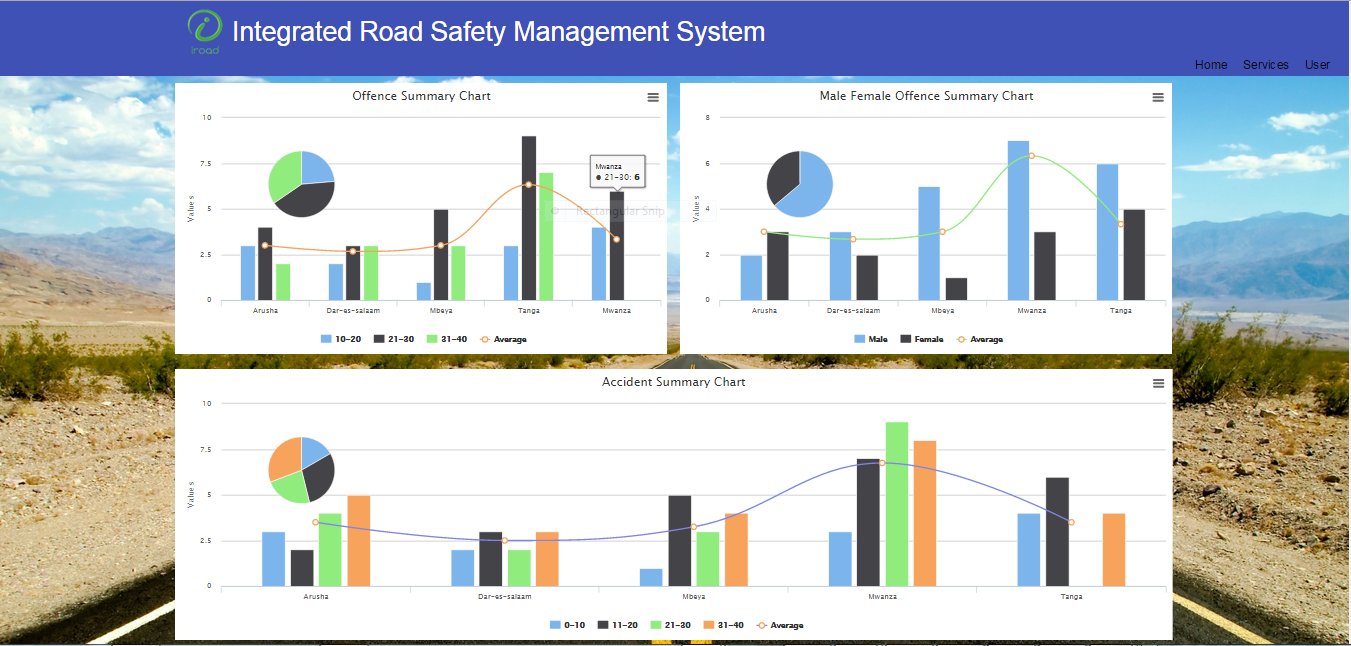 iroad
Integrated Road Safety Management System
Home Services User
Offence Summary Chart
10
7.5
5
2.5
0
Values
Mwanza
● 21-30: 6
Rectangular Snip
Arusha Dar-es-salaam Mbeya Tanga Mwanza
10-20 21-30 31-40 Average
Male Female Offence Summary Chart
8
6
4
2
0
Values
Arusha Dar-es-salaam Mbeya Mwanza Tanga
Male Female Average
Accident Summary Chart
10
7.5
5
2.5
0
Values
Arusha Dar-es-salaam Mbeya Mwanza Tanga
0-10 11-20 21-30 31-40 Average